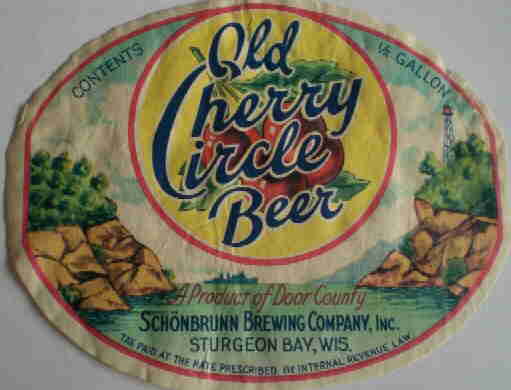 CONTENTS
½ GALLON
Old
Cherry
Circle
Beer
A Product of Door County
SCHÖNBRUNN BREWING COMPANY, INC.
STURGEON BAY, WIS.
TAX PAID AT THE RATE PRESCRIBED BY INTERNAL REVENUE LAW